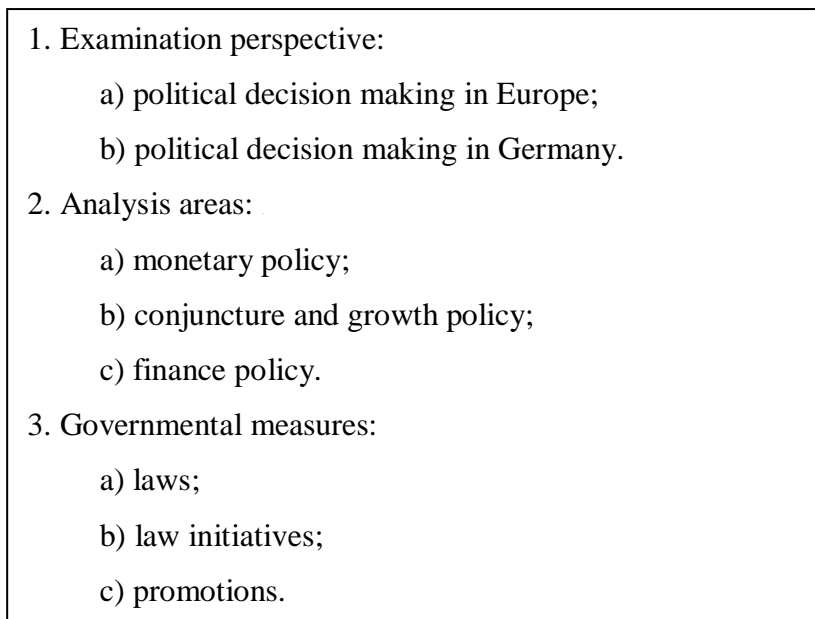 1. Examination perspective:
a) political decision making in Europe;
b) political decision making in Germany.
2. Analysis areas:
a) monetary policy;
b) conjuncture and growth policy;
c) finance policy.
3. Governmental measures:
a) laws;
b) law initiatives;
c) promotions.